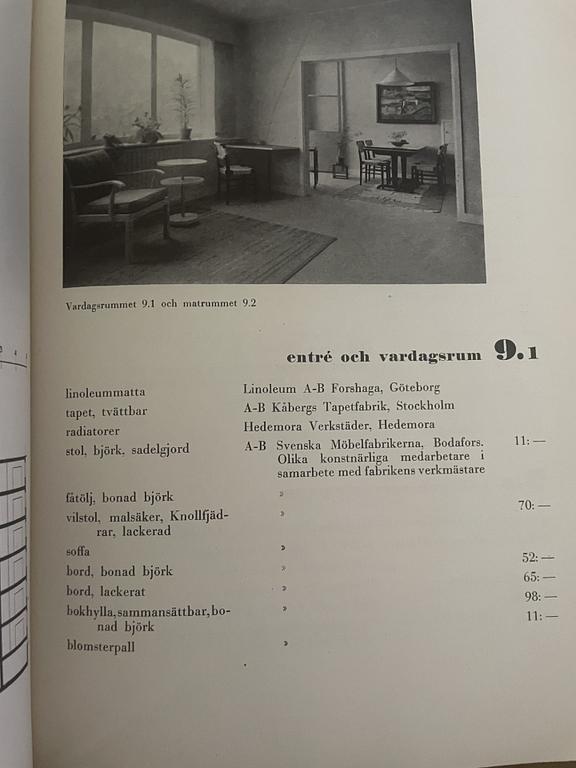 Vardagsrummet 9.1 och matrummet 9.2
entré och vardagsrum 9.1
linoleummatta Linoleum A-B Forshaga, Göteborg
tapet, tvättbar A-B Kåbergs Tapetfabrik, Stockholm
radiatorer Hedemora Verkstäder, Hedemora
stol, björk, sadelgjord A-B Svenska Möbelfabrikerna, Bodafors. 11:—
Olika konstnärliga medarbetare i
samarbete med fabrikens verkmästare
fåtölj, bonad björk »
70:—
vilstol, malsäker, Knollfjäd- »
rar, lackerad
soffa »
52:—
bord, bonad björk »
65:—
bord, lackerat »
98:—
bokhylla, sammansättbar, bo- »
11:—
nad björk
blomsterpall »